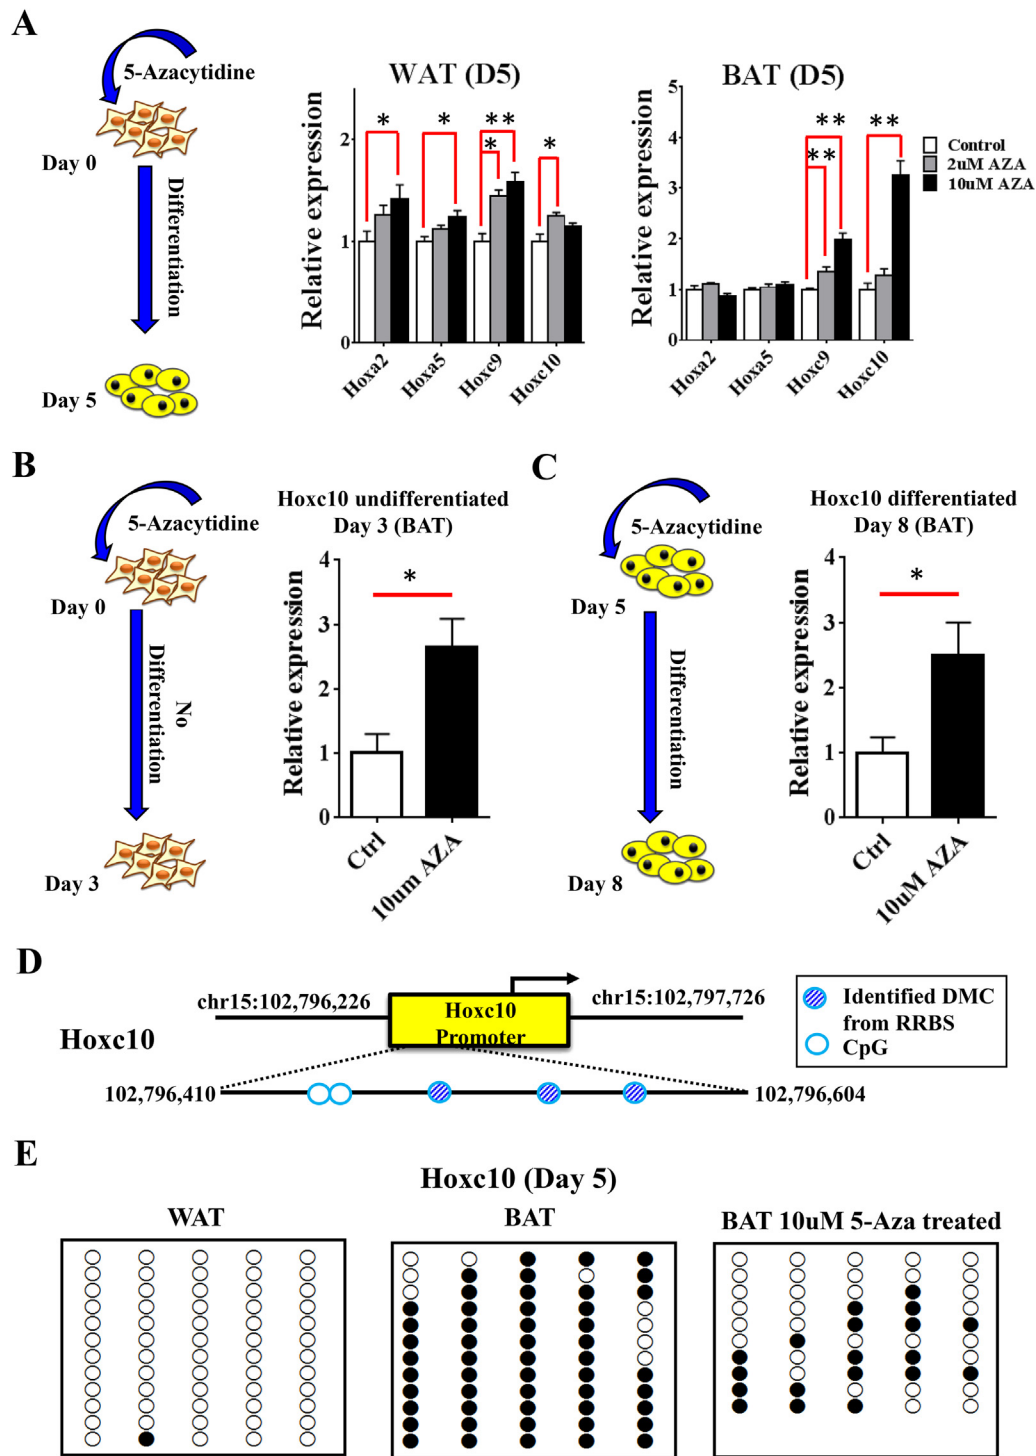 A
5-Azacytidine
Day 0
Differentiation
Day 5
WAT (D5)
Relative expression
2
1
0
* * * ** *
Hoxa2
Hoxa5
Hoxc9
Hoxc10
BAT (D5)
Relative expression
5
4
3
2
1
0
** ** **
Hoxa2
Hoxa5
Hoxc9
Hoxc10
Control
2uM AZA
10uM AZA
B
5-Azacytidine
Day 0
No
Differentiation
Day 3
Hoxc10 undifferentiated
Day 3 (BAT)
Relative expression
4
3
2
1
0
*
Ctrl
10um AZA
C
5-Azacytidine
Day 5
Differentiation
Day 8
Hoxc10 differentiated
Day 8 (BAT)
Relative expression
4
3
2
1
0
*
Ctrl
10uM AZA
D
Hoxc10
chr15:102,796,226
Hoxc10
Promoter
chr15:102,797,726
102,796,410
102,796,604
Identified DMC
from RRBS
CpG
E
Hoxc10 (Day 5)
WAT
BAT
BAT 10uM 5-Aza treated